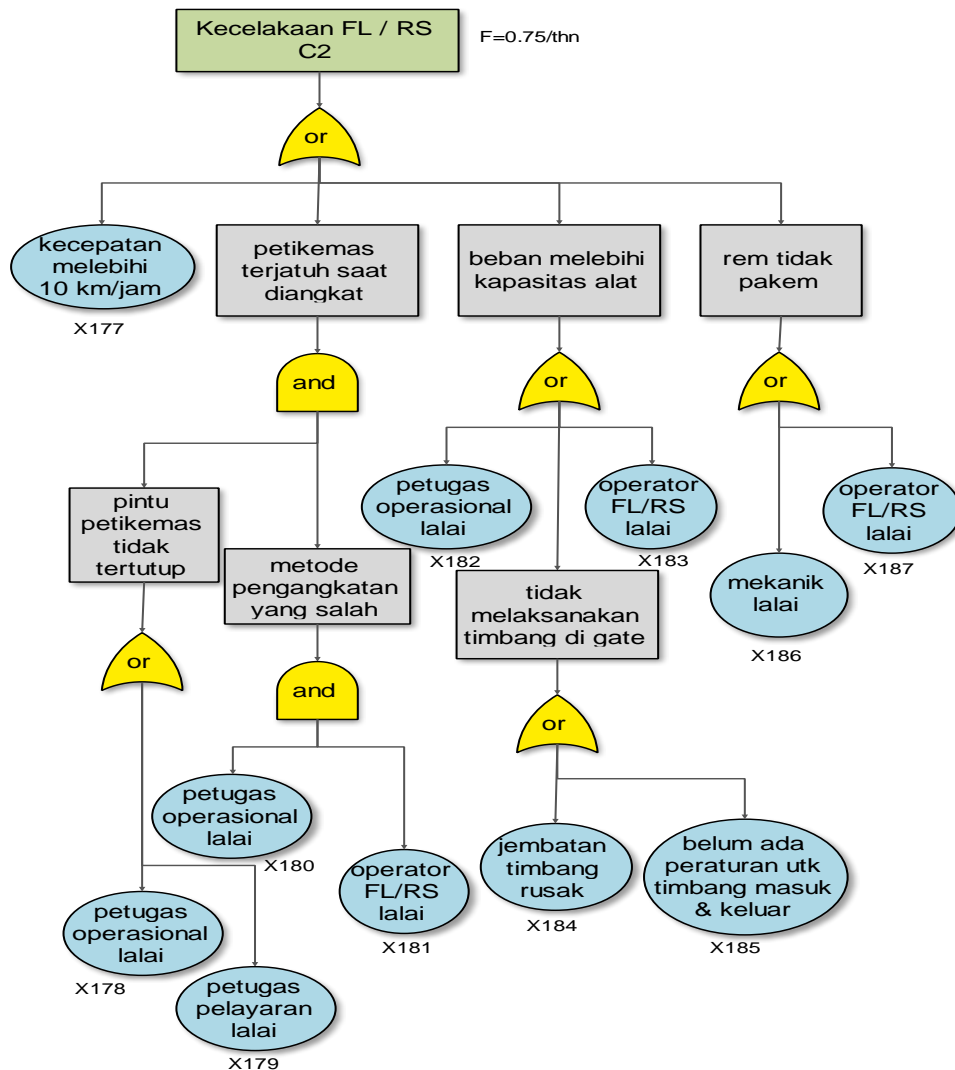 Kecelakaan FL / RS
C2
F=0.75/thn
or
kecepatan
melebihi
10 km/jam
X177
petikemas
terjatuh saat
diangkat
beban melebihi
kapasitas alat
rem tidak
pakem
and
or
or
pintu
petikemas
tidak
tertutup
metode
pengangkatan
yang salah
petugas
operasional
lalai
X182
operator
FL/RS
lalai
X183
tidak
melaksanakan
timbang di gate
mekanik
lalai
X186
operator
FL/RS
lalai
X187
or
and
or
petugas
operasional
lalai
X180
operator
FL/RS
lalai
X181
jembatan
timbang
rusak
X184
belum ada
peraturan utk
timbang masuk
& keluar
X185
petugas
operasional
lalai
X178
petugas
pelayaran
lalai
X179